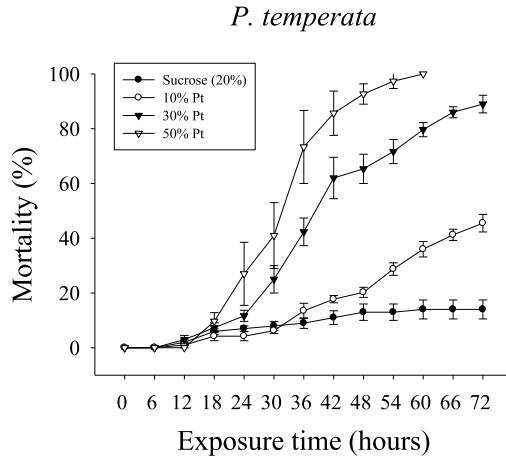 P. temperata
Sucrose (20%)
10% Pt
30% Pt
50% Pt
Mortality (%)
100
80
60
40
20
0
0 6 12 18 24 30 36 42 48 54 60 66 72
Exposure time (hours)